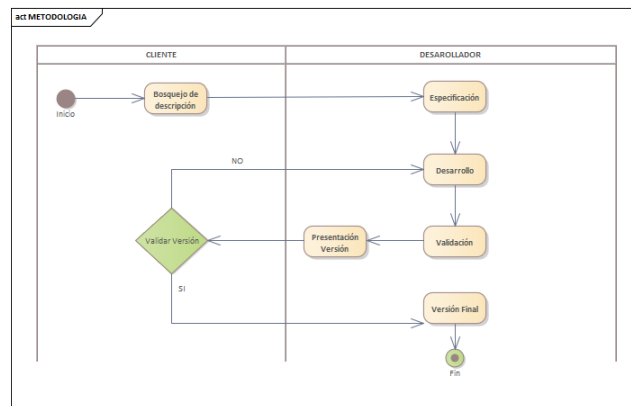 act METODOLOGIA
CLIENTE
DESAROLLADOR
Inicio
Bosquejo de
descripción
Especificación
NO
Desarrollo
Validar Versión
Presentación
Versión
Validación
SI
Versión Final
Fin